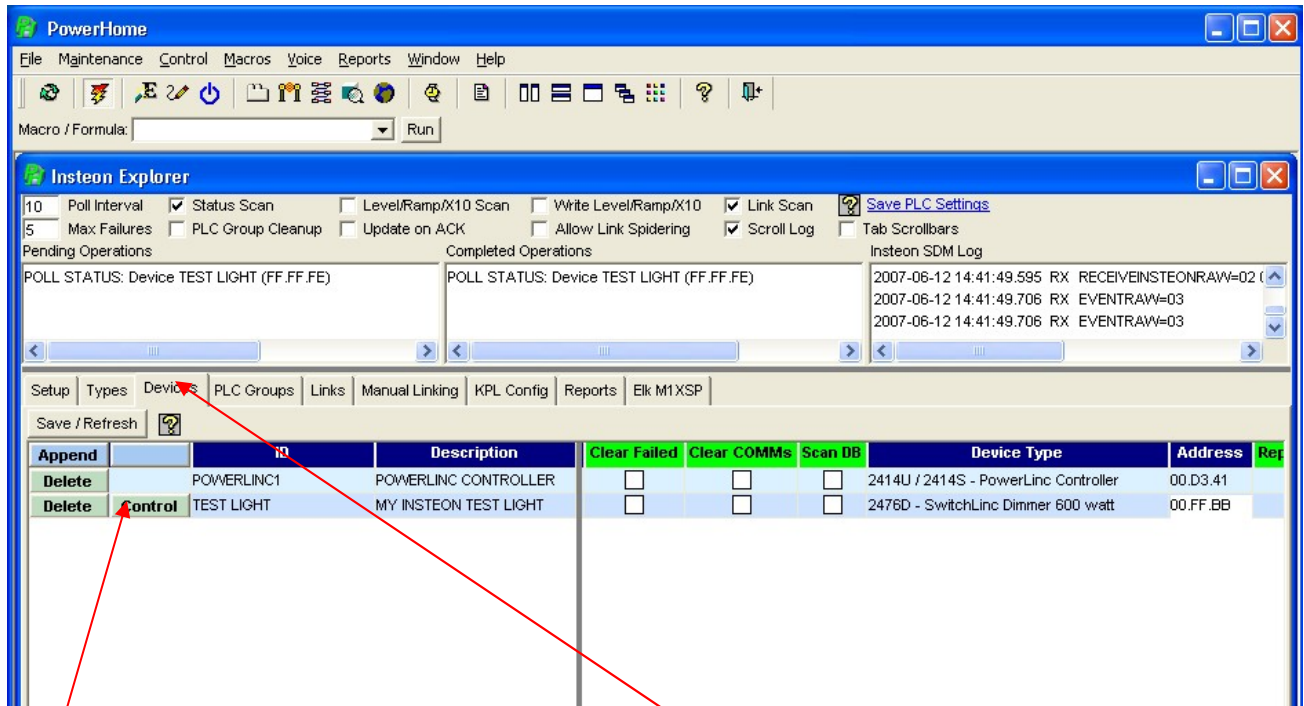 PowerHome
File Maintenance Control Macros Voice Reports Window Help
Macro / Formula: Run
Insteon Explorer
10 Poll Interval Status Scan Level/Ramp/X10 Scan Write Level/Ramp/X10 Link Scan Save PLC Settings
5 Max Failures PLC Group Cleanup Update on ACK Allow Link Spidering Scroll Log Tab Scrollbars
Pending Operations Completed Operations Insteon SDM Log
POLL STATUS: Device TEST LIGHT (FF.FF.FE) POLL STATUS: Device TEST LIGHT (FF.FF.FE) 2007-06-12 14:41:49.595 RX RECEIVEINSTEONRAW=02
2007-06-12 14:41:49.706 RX EVENTRAW=03
2007-06-12 14:41:49.706 RX EVENTRAW=03
Setup Types Devices PLC Groups Links Manual Linking KPL Config Reports Elk M1XSP
Save / Refresh
Append ID Description Clear Failed Clear COMMs Scan DB Device Type Address Rep
Delete POWERLINC1 POWERLINC CONTROLLER 2414U / 2414S - PowerLinc Controller 00.D3.41
Delete Control TEST LIGHT MY INSTEON TEST LIGHT 2476D - SwitchLinc Dimmer 600 watt 00.FF.BB